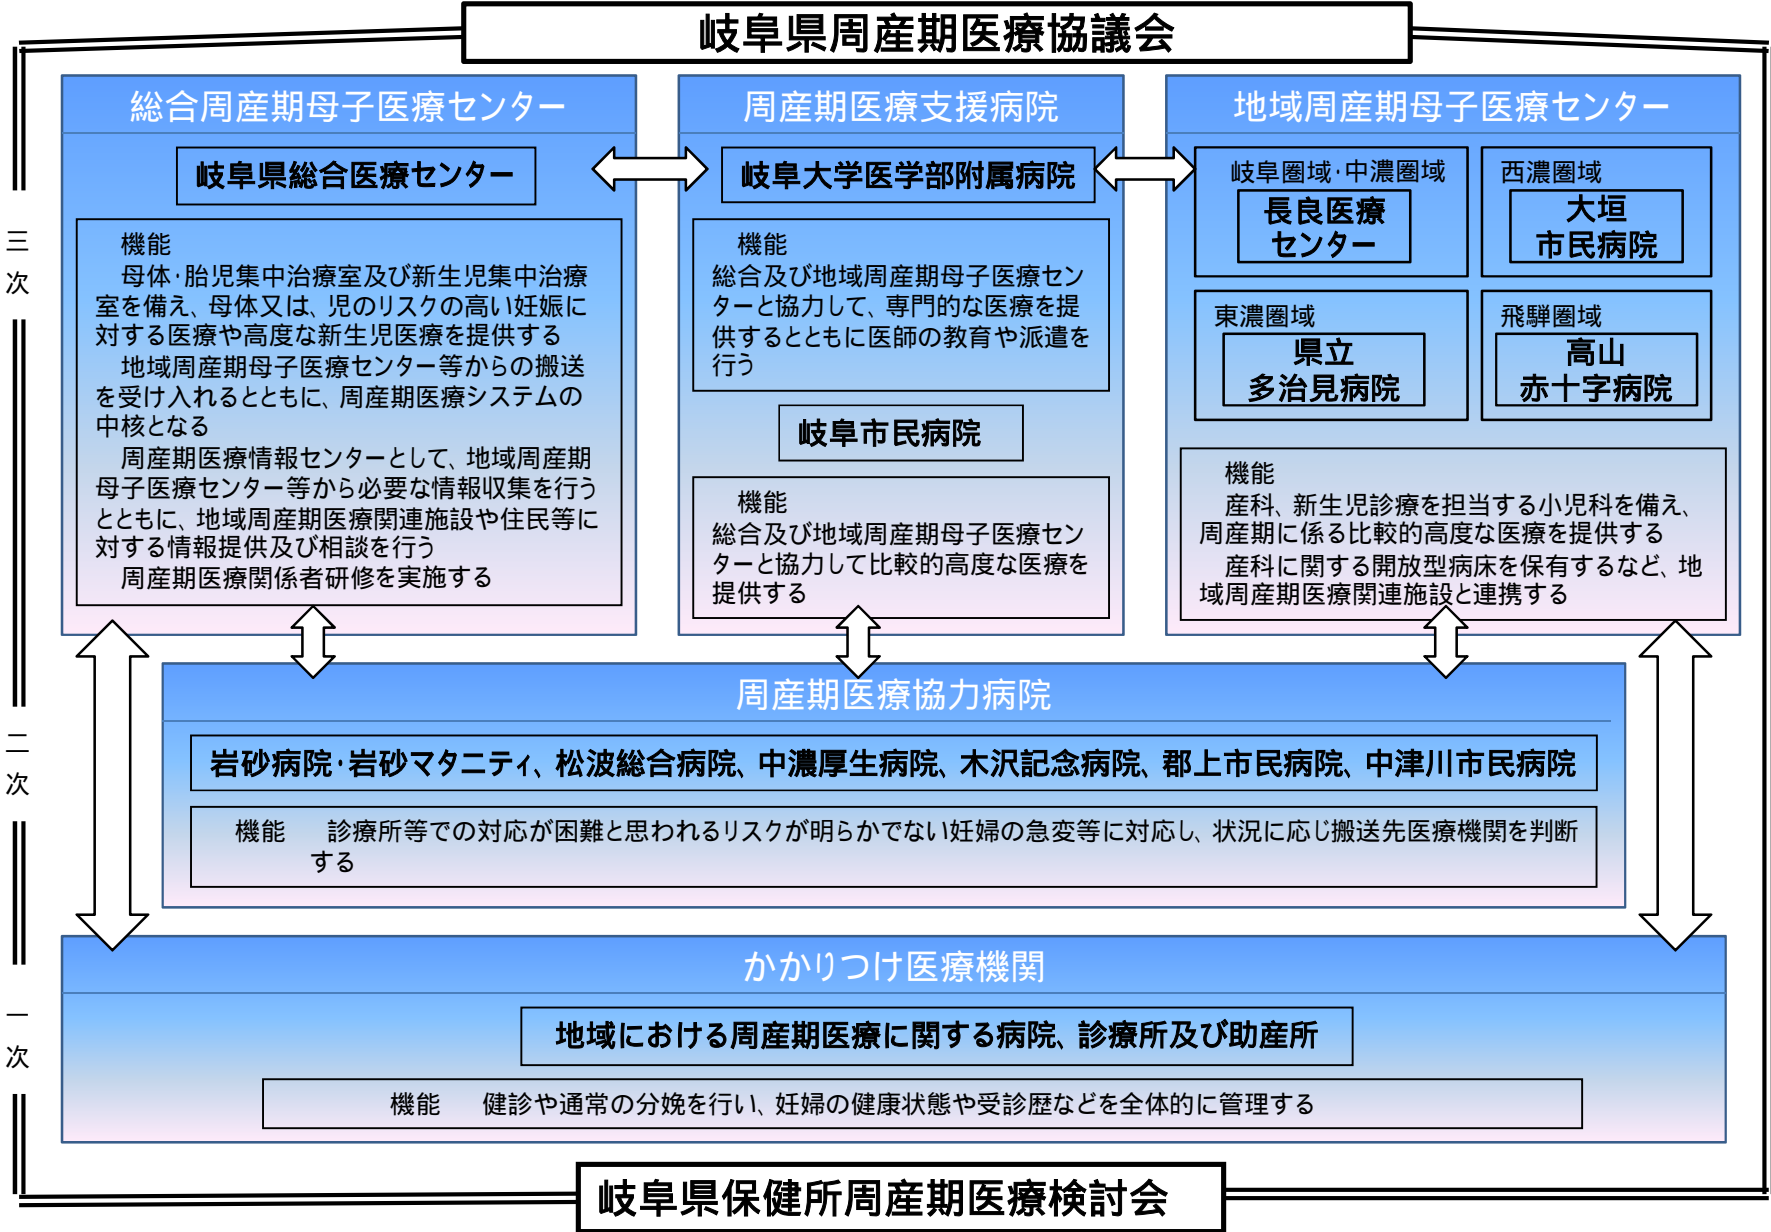 岐阜県周産期医療協議会
三
次
二
次
一
次
総合周産期母子医療センター
岐阜県総合医療センター
機能
母体・胎児集中治療室及び新生児集中治療
室を備え、母体又は、児のリスクの高い妊娠に
対する医療や高度な新生児医療を提供する
地域周産期母子医療センター等からの搬送
を受け入れるとともに、周産期医療システムの
中核となる
周産期医療情報センターとして、地域周産期
母子医療センター等から必要な情報収集を行う
とともに、地域周産期医療関連施設や住民等に
対する情報提供及び相談を行う
周産期医療関係者研修を実施する
周産期医療支援病院
岐阜大学医学部附属病院
機能
総合及び地域周産期母子医療セン
ターと協力して、専門的な医療を提
供するとともに医師の教育や派遣を
行う
岐阜市民病院
機能
総合及び地域周産期母子医療セン
ターと協力して比較的高度な医療を
提供する
地域周産期母子医療センター
岐阜圏域・中濃圏域
長良医療
センター
西濃圏域
大垣
市民病院
東濃圏域
県立
多治見病院
飛騨圏域
高山
赤十字病院
機能
産科、新生児診療を担当する小児科を備え、
周産期に係る比較的高度な医療を提供する
産科に関する開放型病床を保有するなど、地
域周産期医療関連施設と連携する
周産期医療協力病院
岩砂病院・岩砂マタニティ、松波総合病院、中濃厚生病院、木沢記念病院、郡上市民病院、中津川市民病院
機能　診療所等での対応が困難と思われるリスクが明らかでない妊婦の急変等に対応し、状況に応じ搬送先医療機関を判断
する
かかりつけ医療機関
地域における周産期医療に関する病院、診療所及び助産所
機能　健診や通常の分娩を行い、妊婦の健康状態や受診歴などを全体的に管理する
岐阜県保健所周産期医療検討会